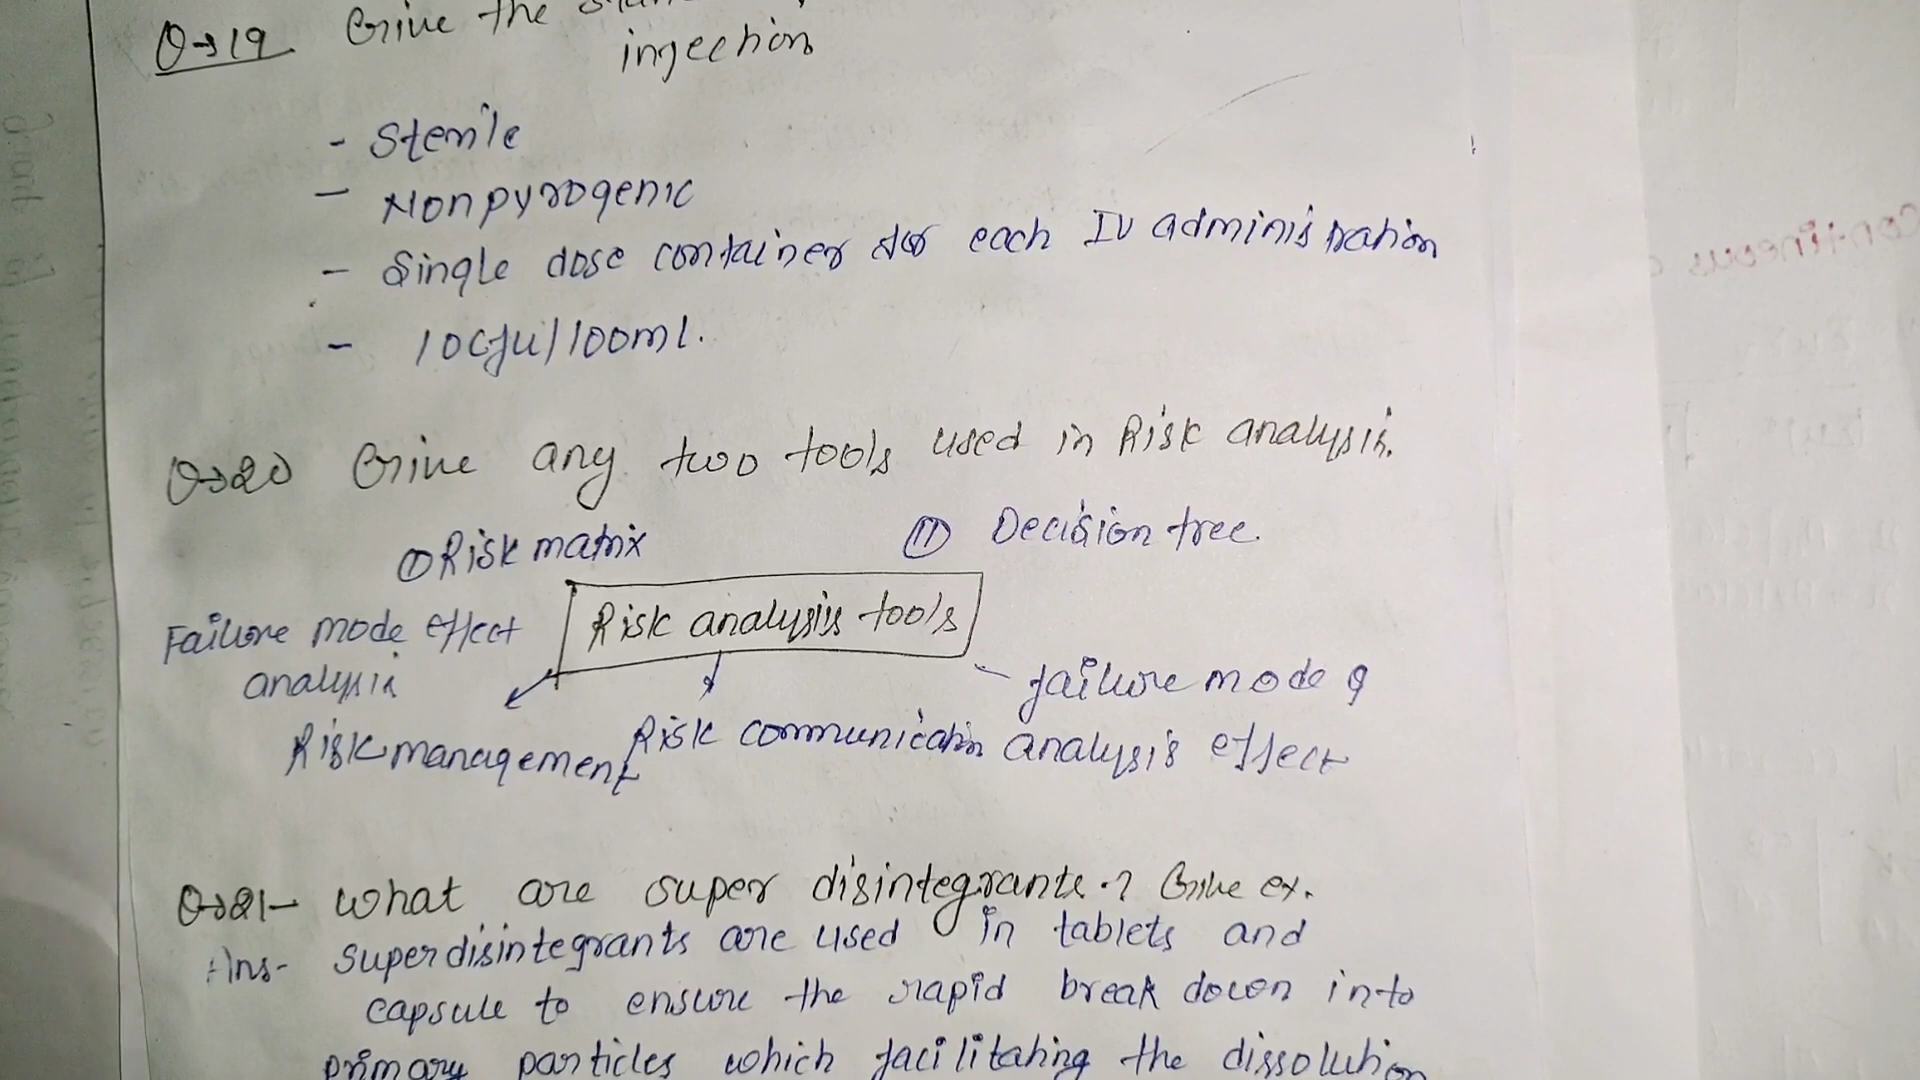 Q→19 Give the
injection
- Sterile
- Nonpyrogenic
- Single dose container for each IV administration
- 10cfu/100ml.
Q→20 Give any two tools used in Risk analysis.
① Risk matrix ② Decision tree.
Failure mode effect analysis
Risk analysis tools
Risk management
Risk communication
failure mode & analysis effect
Q→21- What are super disintegrants? Give ex.
Ans- Superdisintegrants are used in tablets and
capsule to ensure the rapid break down into
primary particles which facilitating the dissolution